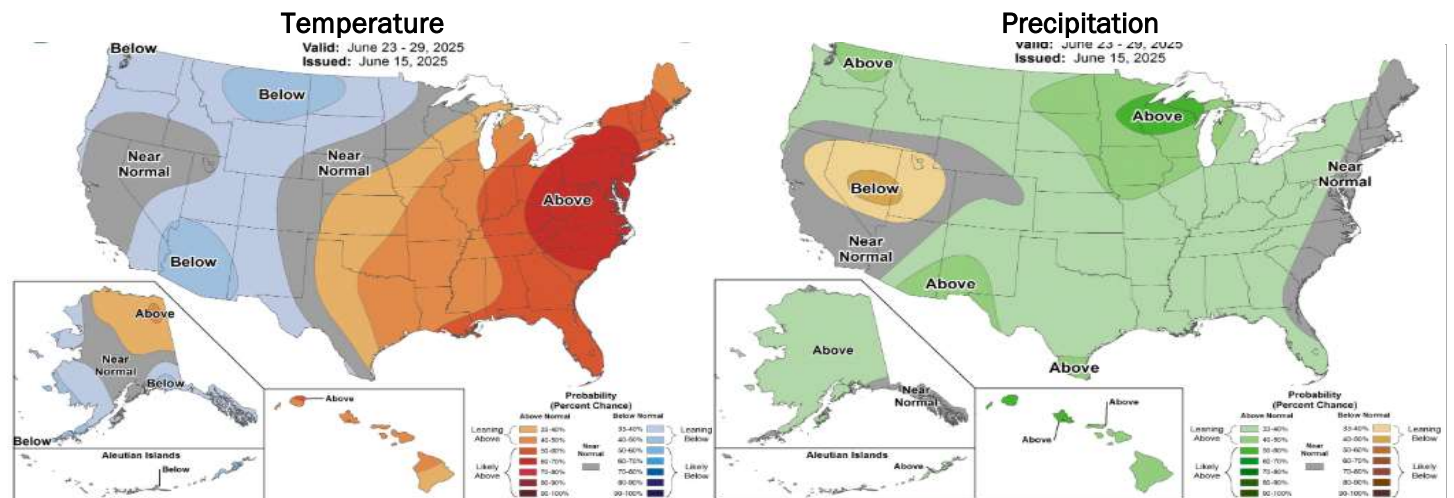 Temperature
Valid: June 23 - 29, 2025
Issued: June 15, 2025
Below
Below
Near
Normal
Near
Normal
Above
Below
Above
Near
Normal
Below
Below
Aleutian Islands
Below
Above
Probability
(Percent Chance)
Above Normal
Below Normal
Leaning
Above
Likely
Above
33-40%
40-50%
50-60%
60-70%
70-80%
80-90%
90-100%
Near
Normal
33-40%
40-50%
50-60%
60-70%
70-80%
80-90%
90-100%
Leaning
Below
Likely
Below
Precipitation
Valid: June 23 - 29, 2025
Issued: June 15, 2025
Above
Above
Below
Near
Normal
Near
Normal
Above
Above
Above
Near
Normal
Aleutian Islands
Above
Above
Above
Probability
(Percent Chance)
Above Normal
Below Normal
Leaning
Above
Likely
Above
33-40%
40-50%
50-60%
60-70%
70-80%
80-90%
90-100%
Near
Normal
33-40%
40-50%
50-60%
60-70%
70-80%
80-90%
90-100%
Leaning
Below
Likely
Below